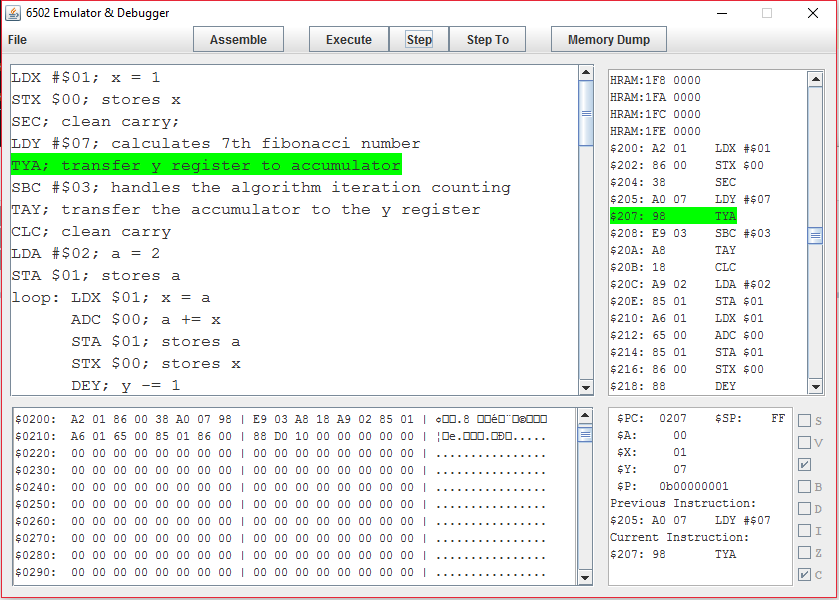 6502 Emulator & Debugger
File Assemble Execute Step Step To Memory Dump
LDX #$01; x = 1
STX $00; stores x
SEC; clean carry;
LDY #$07; calculates 7th fibonacci number
TYA; transfer y register to accumulator
SBC #$03; handles the algorithm iteration counting
TAY; transfer the accumulator to the y register
CLC; clean carry
LDA #$02; a = 2
STA $01; stores a
loop: LDX $01; x = a
ADC $00; a += x
STA $01; stores a
STX $00; stores x
DEY; y -= 1
HRAM:1F8 0000
HRAM:1FA 0000
HRAM:1FC 0000
HRAM:1FE 0000
$200: A2 01 LDX #$01
$202: 86 00 STX $00
$204: 38 SEC
$205: A0 07 LDY #$07
$207: 98 TYA
$208: E9 03 SBC #$03
$20A: A8 TAY
$20B: 18 CLC
$20C: A9 02 LDA #$02
$20E: 85 01 STA $01
$210: A6 01 LDX $01
$212: 65 00 ADC $00
$214: 85 01 STA $01
$216: 86 00 STX $00
$218: 88 DEY
$0200: A2 01 86 00 38 A0 07 98 | E9 03 A8 18 A9 02 85 01 | ¢□□.8 □□é□¨□©□□□
$0210: A6 01 65 00 85 01 86 00 | 88 D0 10 00 00 00 00 00 | ¦□e.□□□.□Ð□.....
$0220: 00 00 00 00 00 00 00 00 | 00 00 00 00 00 00 00 00 | ................
$0230: 00 00 00 00 00 00 00 00 | 00 00 00 00 00 00 00 00 | ................
$0240: 00 00 00 00 00 00 00 00 | 00 00 00 00 00 00 00 00 | ................
$0250: 00 00 00 00 00 00 00 00 | 00 00 00 00 00 00 00 00 | ................
$0260: 00 00 00 00 00 00 00 00 | 00 00 00 00 00 00 00 00 | ................
$0270: 00 00 00 00 00 00 00 00 | 00 00 00 00 00 00 00 00 | ................
$0280: 00 00 00 00 00 00 00 00 | 00 00 00 00 00 00 00 00 | ................
$0290: 00 00 00 00 00 00 00 00 | 00 00 00 00 00 00 00 00 | ................
$PC: 0207 $SP: FF
$A: 00
$X: 01
$Y: 07
$P: 0b00000001
Previous Instruction:
$205: A0 07 LDY #$07
Current Instruction:
$207: 98 TYA
S
V
B
D
I
Z
C